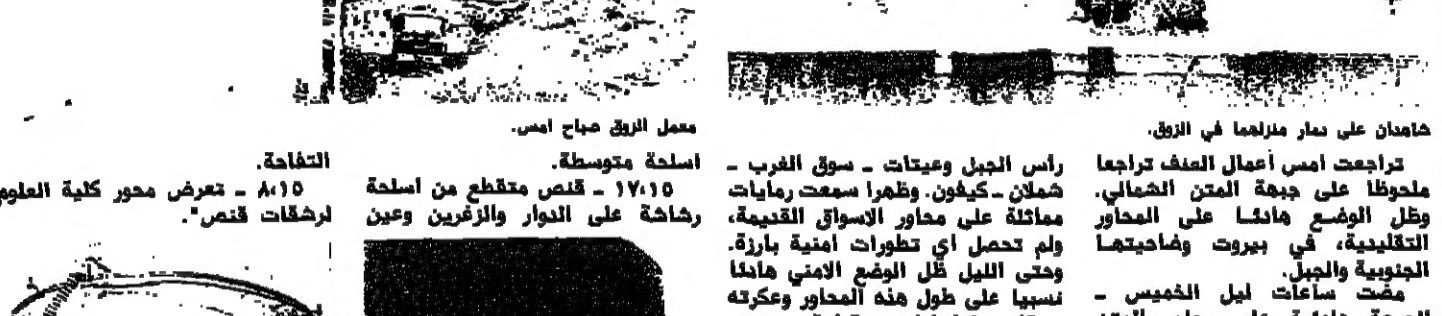 شاهدان على دمار منزلهما في الزوق.
تراجعت امس أعمال العنف تراجعا
ملحوظا على جبهة المتن الشمالي.
وظل الوضع هادئا على المحاور
التقليدية، في بيروت وضاحيتها
الجنوبية والجبل.
مضت ساعات ليل الخميس -
رأس الجبل وعيتات - سوق الغرب -
شملان - كيفون. وظهرا سمعت رمايات
مماثلة على محاور الاسواق القديمة،
ولم تحصل اي تطورات امنية بارزة.
وحتى الليل ظل الوضع الامني هادئا
نسبيا على طول هذه المحاور وعكرته
معمل الزوق صباح امس.
اسلحة متوسطة.
١٧،١٥ - قنص متقطع من اسلحة
رشاشة على الدوار والزغرين وعين
التفاحة.
٨،١٥ - تعرض محور كلية العلوم
لرشقات قنص".